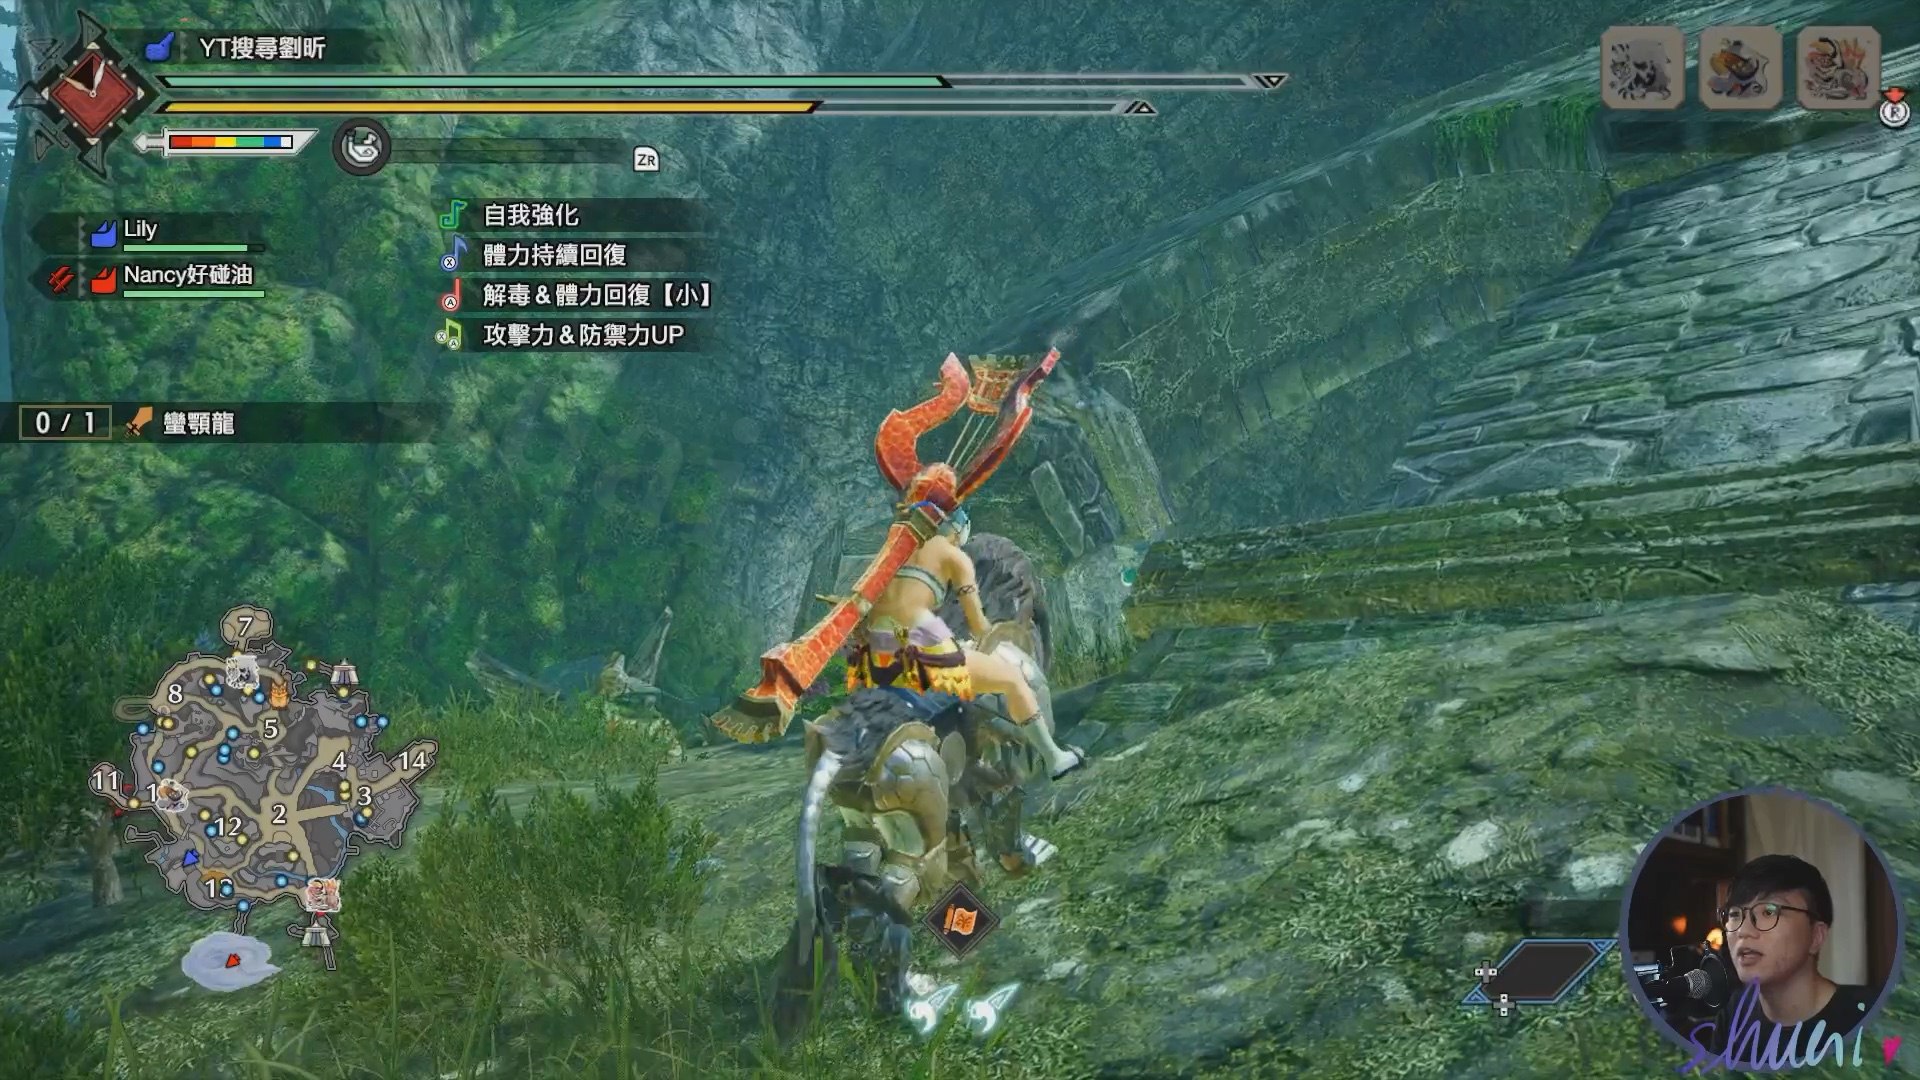 YT搜尋劉昕
ZR
Lily
Nancy好碰油
自我強化
X
體力持續回復
A
解毒&體力回復【小】
X A
攻擊力&防禦力UP
R
0 / 1 蠻顎龍
7
8
5
4
14
11
1
3
2
12
13
shuni